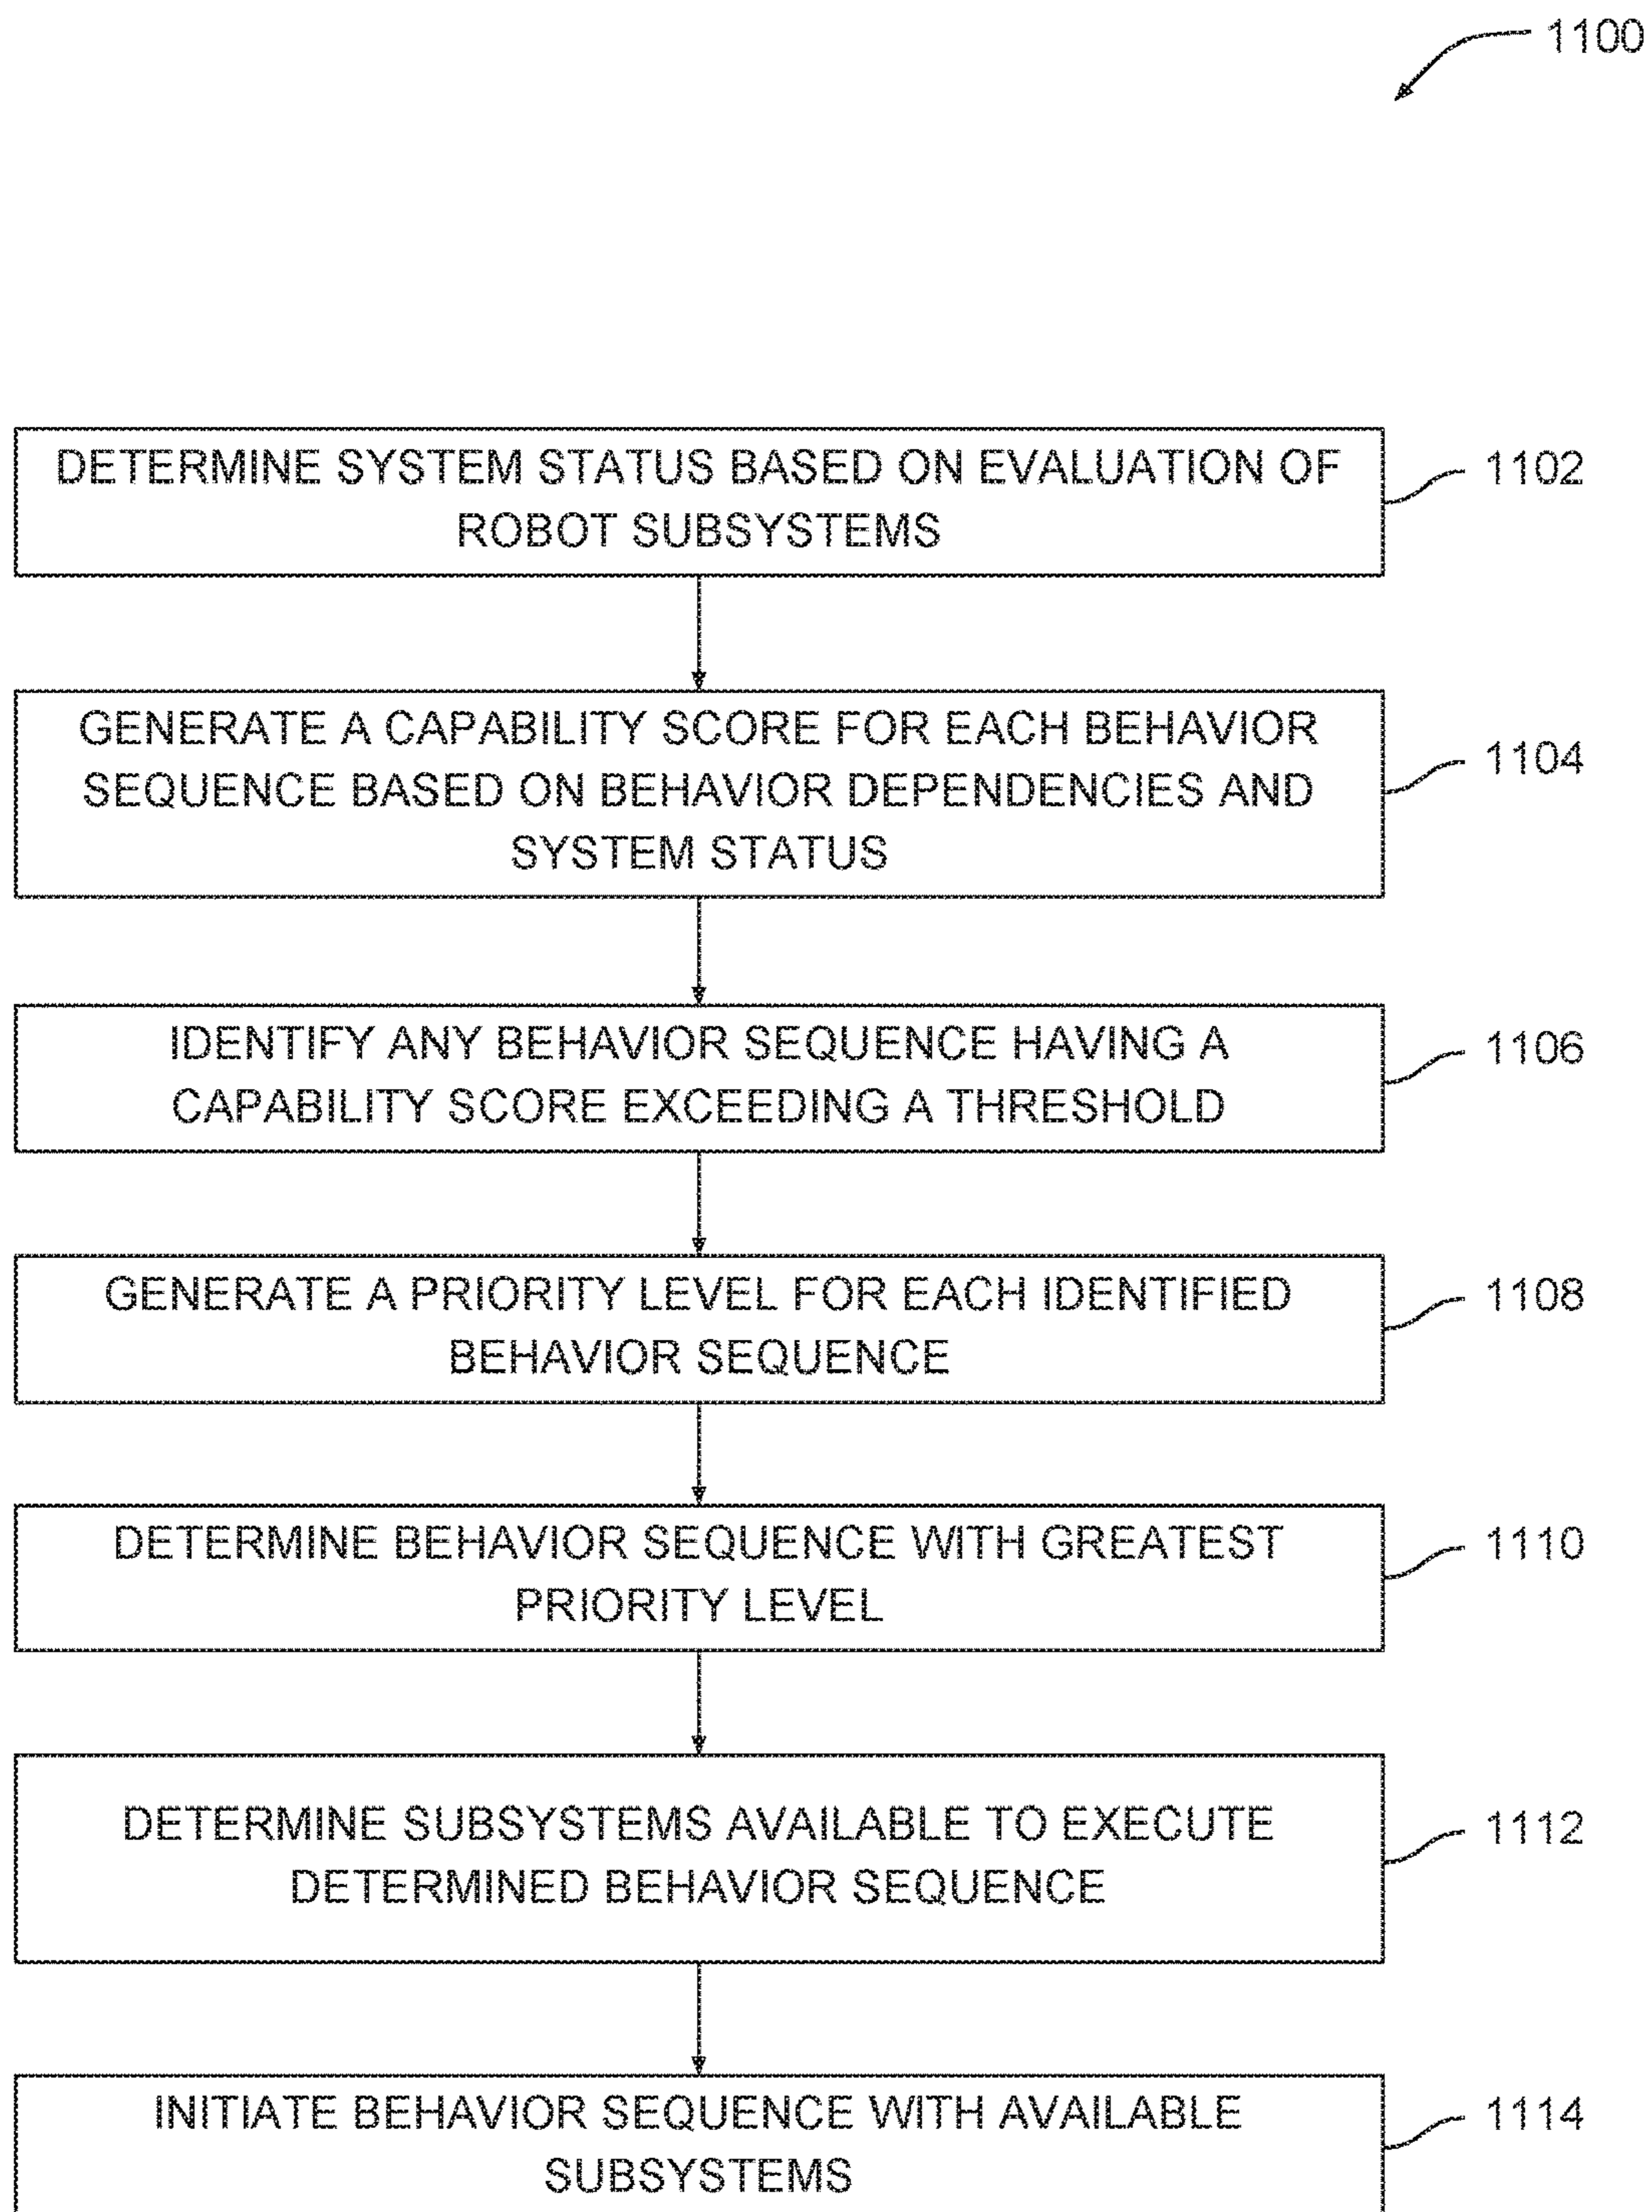 1100
DETERMINE SYSTEM STATUS BASED ON EVALUATION OF
ROBOT SUBSYSTEMS
1102
GENERATE A CAPABILITY SCORE FOR EACH BEHAVIOR
SEQUENCE BASED ON BEHAVIOR DEPENDENCIES AND
SYSTEM STATUS
1104
IDENTIFY ANY BEHAVIOR SEQUENCE HAVING A
CAPABILITY SCORE EXCEEDING A THRESHOLD
1106
GENERATE A PRIORITY LEVEL FOR EACH IDENTIFIED
BEHAVIOR SEQUENCE
1108
DETERMINE BEHAVIOR SEQUENCE WITH GREATEST
PRIORITY LEVEL
1110
DETERMINE SUBSYSTEMS AVAILABLE TO EXECUTE
DETERMINED BEHAVIOR SEQUENCE
1112
INITIATE BEHAVIOR SEQUENCE WITH AVAILABLE
SUBSYSTEMS
1114